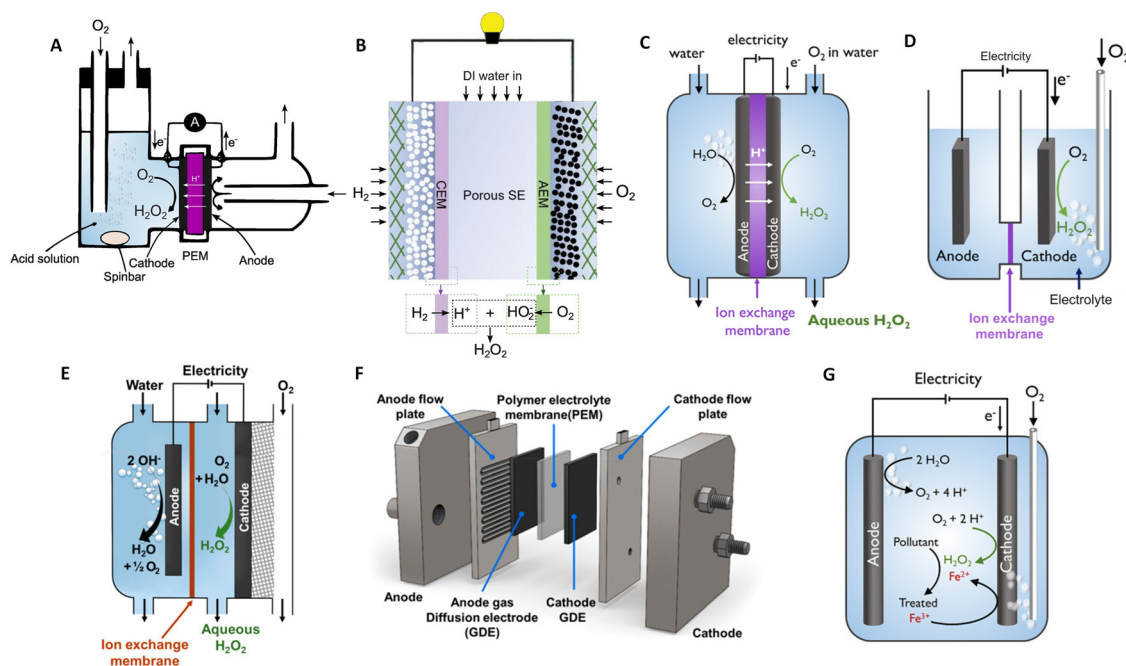 A
O₂
A
e⁻
e⁻
H⁺
O₂
H₂O₂
H₂
Acid solution
Spinbar
Cathode
PEM
Anode
B
DI water in
CEM
Porous SE
AEM
O₂
H₂
H⁺
+
HO₂⁻
O₂
H₂O₂
C
water
electricity
O₂ in water
e⁻
H₂O
H⁺
O₂
O₂
H₂O₂
Anode
Cathode
Ion exchange
membrane
Aqueous H₂O₂
D
O₂
Electricity
e⁻
O₂
H₂O₂
Anode
Cathode
Electrolyte
Ion exchange
membrane
E
Water
Electricity
O₂
2 OH⁻
O₂
+H₂O
Anode
Cathode
H₂O
+ ½ O₂
H₂O₂
Ion exchange
membrane
Aqueous
H₂O₂
F
Anode flow
plate
Polymer electrolyte
membrane(PEM)
Cathode flow
plate
Anode
Anode gas
Diffusion electrode
(GDE)
Cathode
GDE
Cathode
G
Electricity
O₂
e⁻
2 H₂O
O₂ + 4 H⁺
O₂ + 2 H⁺
Anode
Cathode
Pollutant
H₂O₂
Fe²⁺
Treated
Fe³⁺